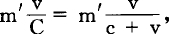 m′ v/C = m′ v/(c + v),